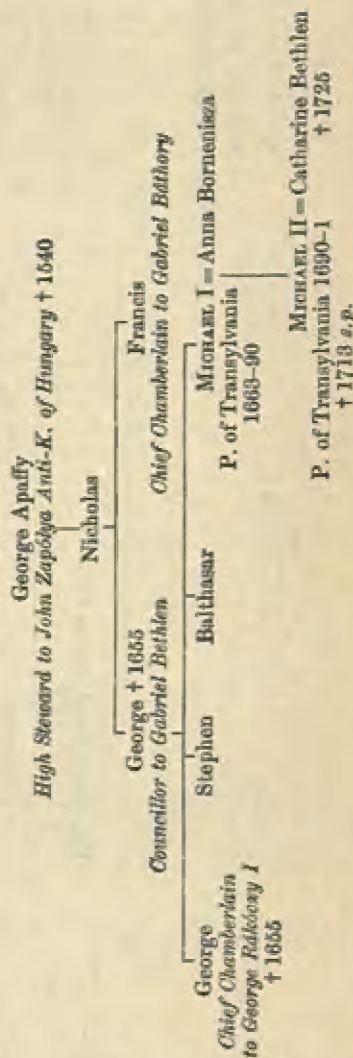 George Apaffy
High Steward to John Zapólya Anti-K. of Hungary † 1540
Nicholas
George † 1655
Councillor to Gabriel Bethlen
Francis
Chief Chamberlain to Gabriel Báthory
George
Chief Chamberlain
to George Rákóczy I
† 1655
Stephen
Balthasar
MICHAEL I = Anna Bornemisza
P. of Transylvania
1663-90
MICHAEL II = Catharine Bethlen
P. of Transylvania 1690-1 † 1725
† 1713 s.p.